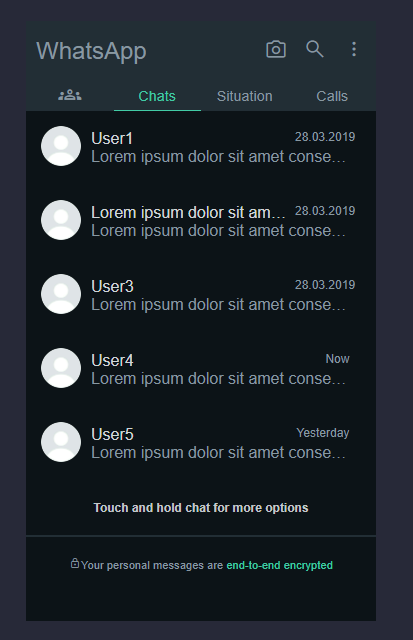 WhatsApp
Chats Situation Calls
User1 28.03.2019
Lorem ipsum dolor sit amet conse...
Lorem ipsum dolor sit am... 28.03.2019
Lorem ipsum dolor sit amet conse...
User3 28.03.2019
Lorem ipsum dolor sit amet conse...
User4 Now
Lorem ipsum dolor sit amet conse...
User5 Yesterday
Lorem ipsum dolor sit amet conse...
Touch and hold chat for more options
Your personal messages are end-to-end encrypted